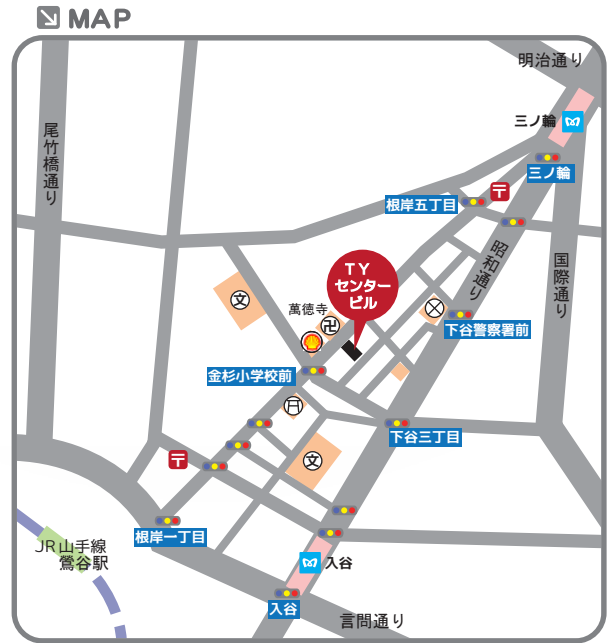 MAP
明治通り
尾竹橋通り
三ノ輪
三ノ輪
〒
根岸五丁目
昭和通り
国際通り
TY
センター
ビル
文
萬徳寺
卍
下谷警察署前
金杉小学校前
下谷三丁目
文
〒
根岸一丁目
JR山手線
鶯谷駅
入谷
入谷
言問通り